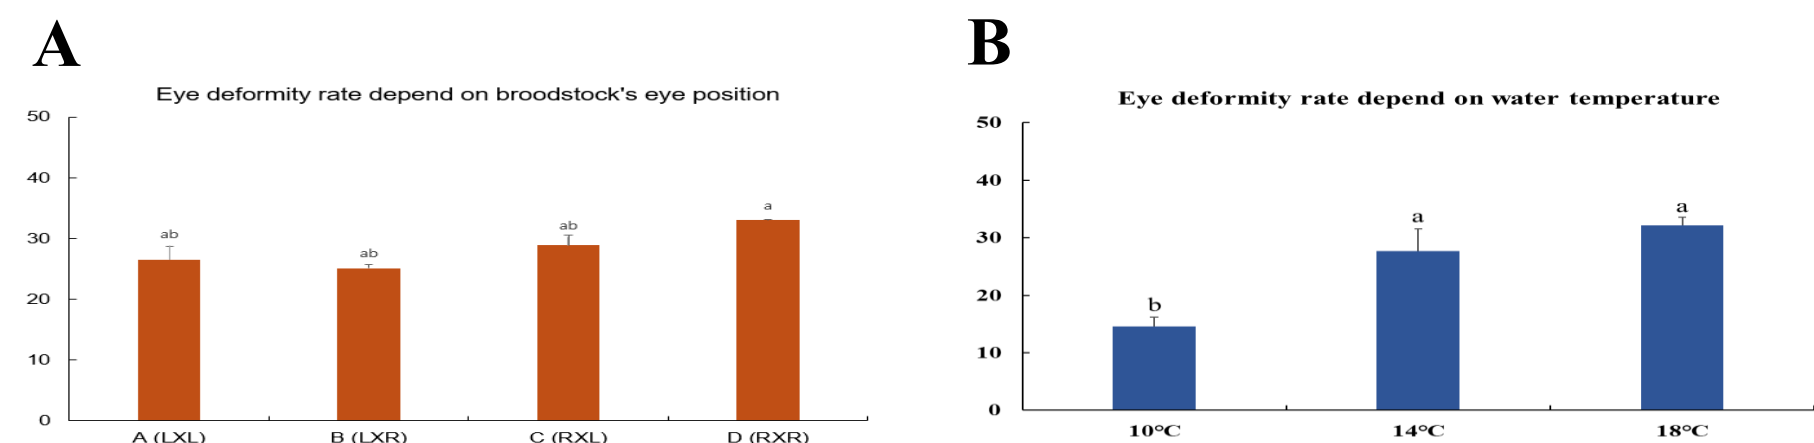 A
Eye deformity rate depend on broodstock's eye position
50
40
30
20
10
0
ab
ab
ab
a
A (LXL)
B (LXR)
C (RXL)
D (RXR)
B
Eye deformity rate depend on water temperature
50
40
30
20
10
0
b
a
a
10°C
14°C
18°C